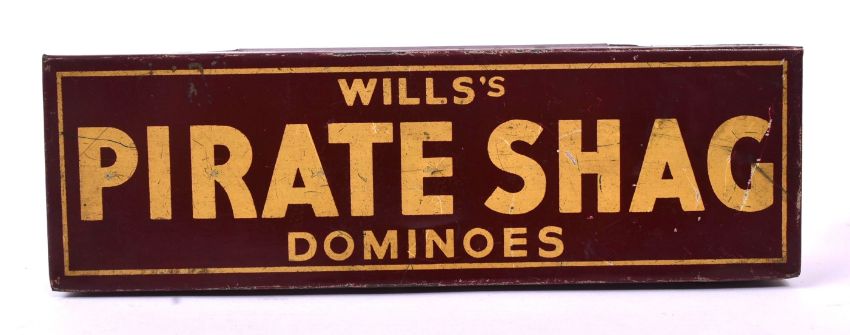 WILLS'S
PIRATE SHAG
DOMINOES